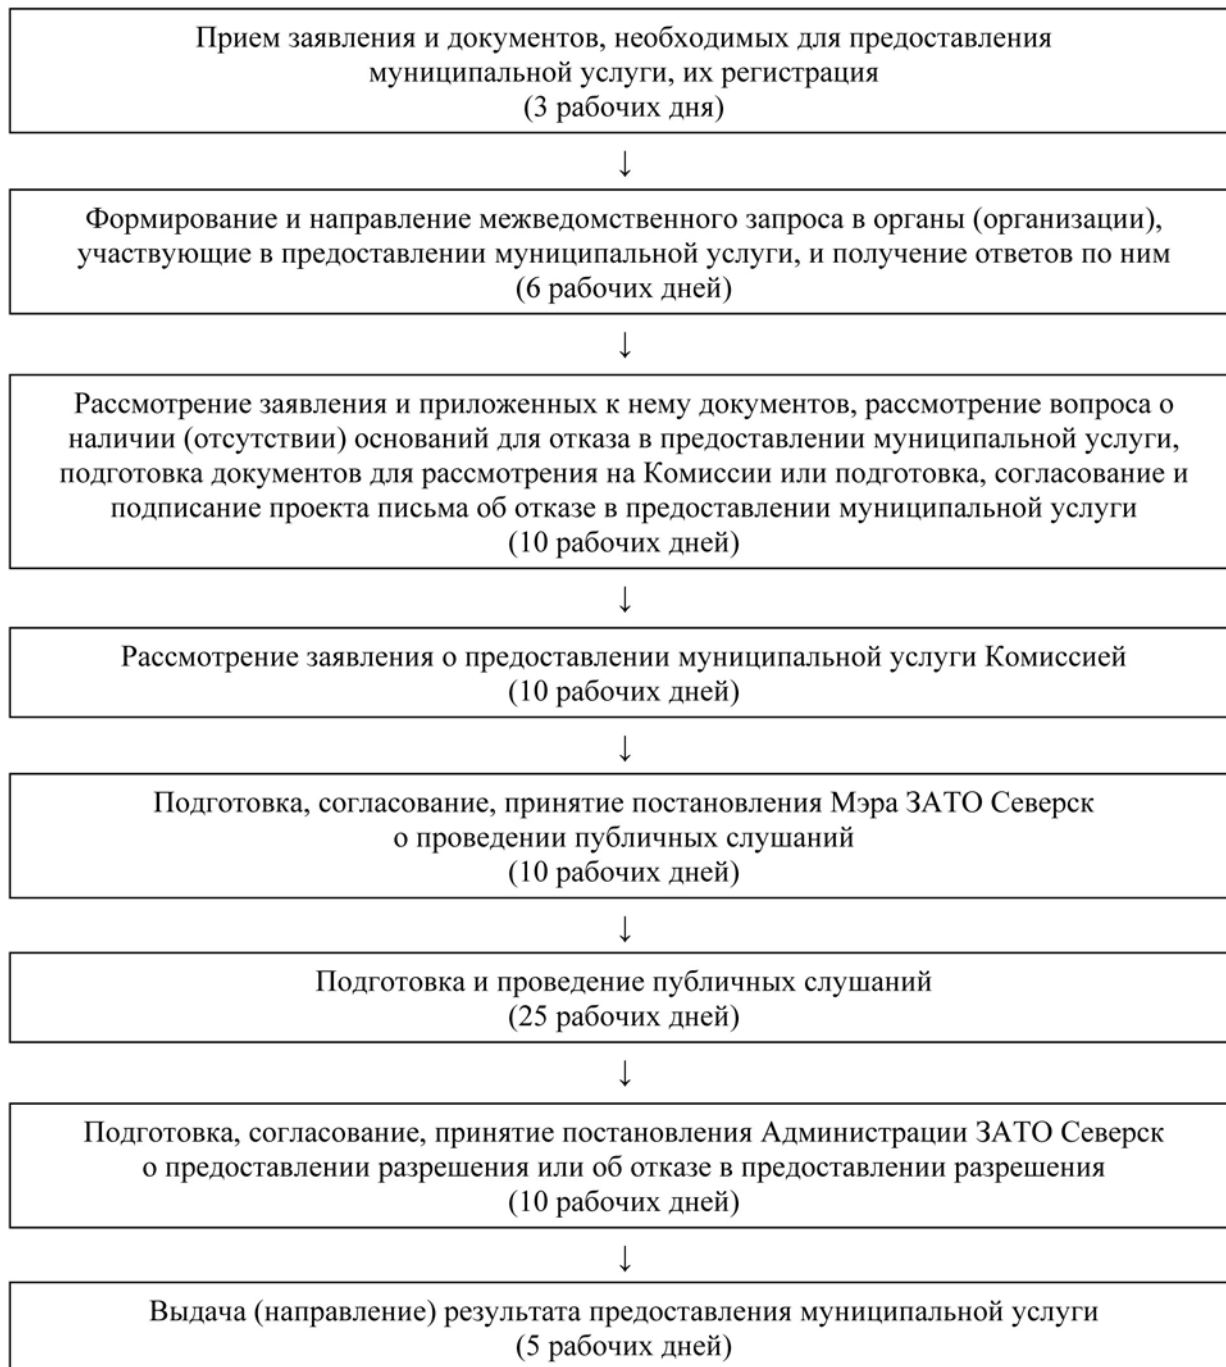 Прием заявления и документов, необходимых для предоставления
муниципальной услуги, их регистрация
(3 рабочих дня)
↓
Формирование и направление межведомственного запроса в органы (организации),
участвующие в предоставлении муниципальной услуги, и получение ответов по ним
(6 рабочих дней)
↓
Рассмотрение заявления и приложенных к нему документов, рассмотрение вопроса о
наличии (отсутствии) оснований для отказа в предоставлении муниципальной услуги,
подготовка документов для рассмотрения на Комиссии или подготовка, согласование и
подписание проекта письма об отказе в предоставлении муниципальной услуги
(10 рабочих дней)
↓
Рассмотрение заявления о предоставлении муниципальной услуги Комиссией
(10 рабочих дней)
↓
Подготовка, согласование, принятие постановления Мэра ЗАТО Северск
о проведении публичных слушаний
(10 рабочих дней)
↓
Подготовка и проведение публичных слушаний
(25 рабочих дней)
↓
Подготовка, согласование, принятие постановления Администрации ЗАТО Северск
о предоставлении разрешения или об отказе в предоставлении разрешения
(10 рабочих дней)
↓
Выдача (направление) результата предоставления муниципальной услуги
(5 рабочих дней)